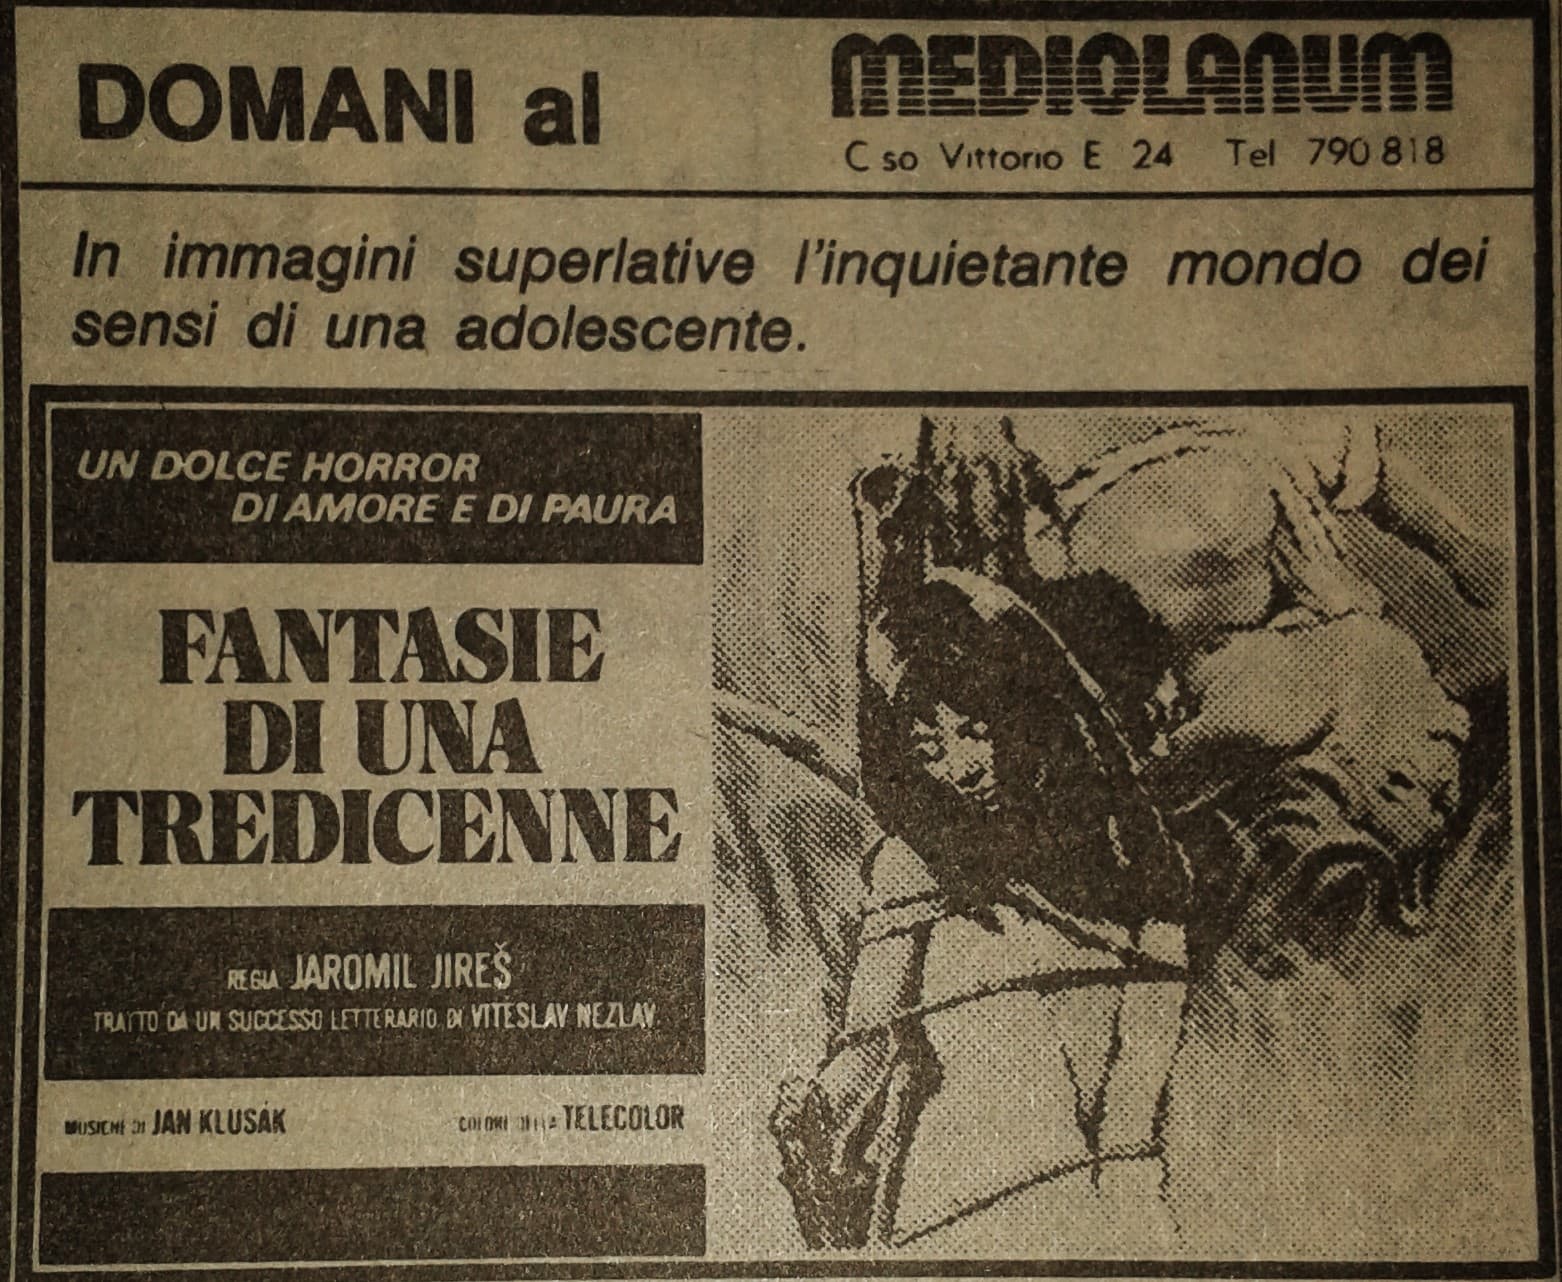 DOMANI al
MEDIOLANUM
C so Vittorio E 24 Tel 790 818
In immagini superlative l'inquietante mondo dei
sensi di una adolescente.
UN DOLCE HORROR
DI AMORE E DI PAURA
FANTASIE
DI UNA
TREDICENNE
REGIA JAROMIL JIREŠ
TRATTO DA UN SUCCESSO LETTERARIO DI VITESLAV NEZLAV
MUSICHE DI JAN KLUSÁK
COLORE DELLA TELECOLOR